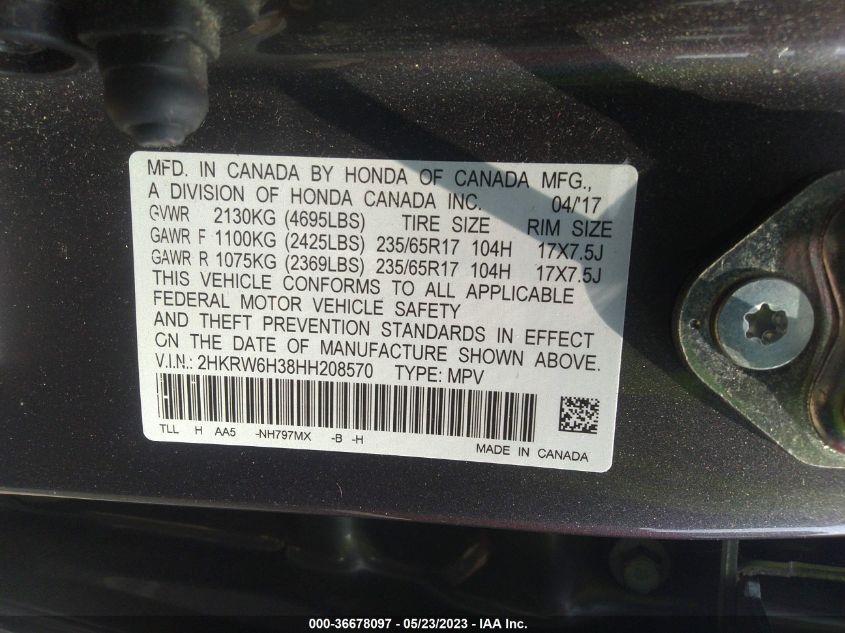 MFD. IN CANADA BY HONDA OF CANADA MFG.,
A DIVISION OF HONDA CANADA INC. 04/'17
GVWR 2130KG (4695LBS) TIRE SIZE RIM SIZE
GAWR F 1100KG (2425LBS) 235/65R17 104H 17X7.5J
GAWR R 1075KG (2369LBS) 235/65R17 104H 17X7.5J
THIS VEHICLE CONFORMS TO ALL APPLICABLE
FEDERAL MOTOR VEHICLE SAFETY
AND THEFT PREVENTION STANDARDS IN EFFECT
ON THE DATE OF MANUFACTURE SHOWN ABOVE.
V.I.N.: 2HKRW6H38HH208570 TYPE: MPV
TLL H AA5 -NH797MX -B -H
MADE IN CANADA
000-36678097 - 05/23/2023 - IAA Inc.